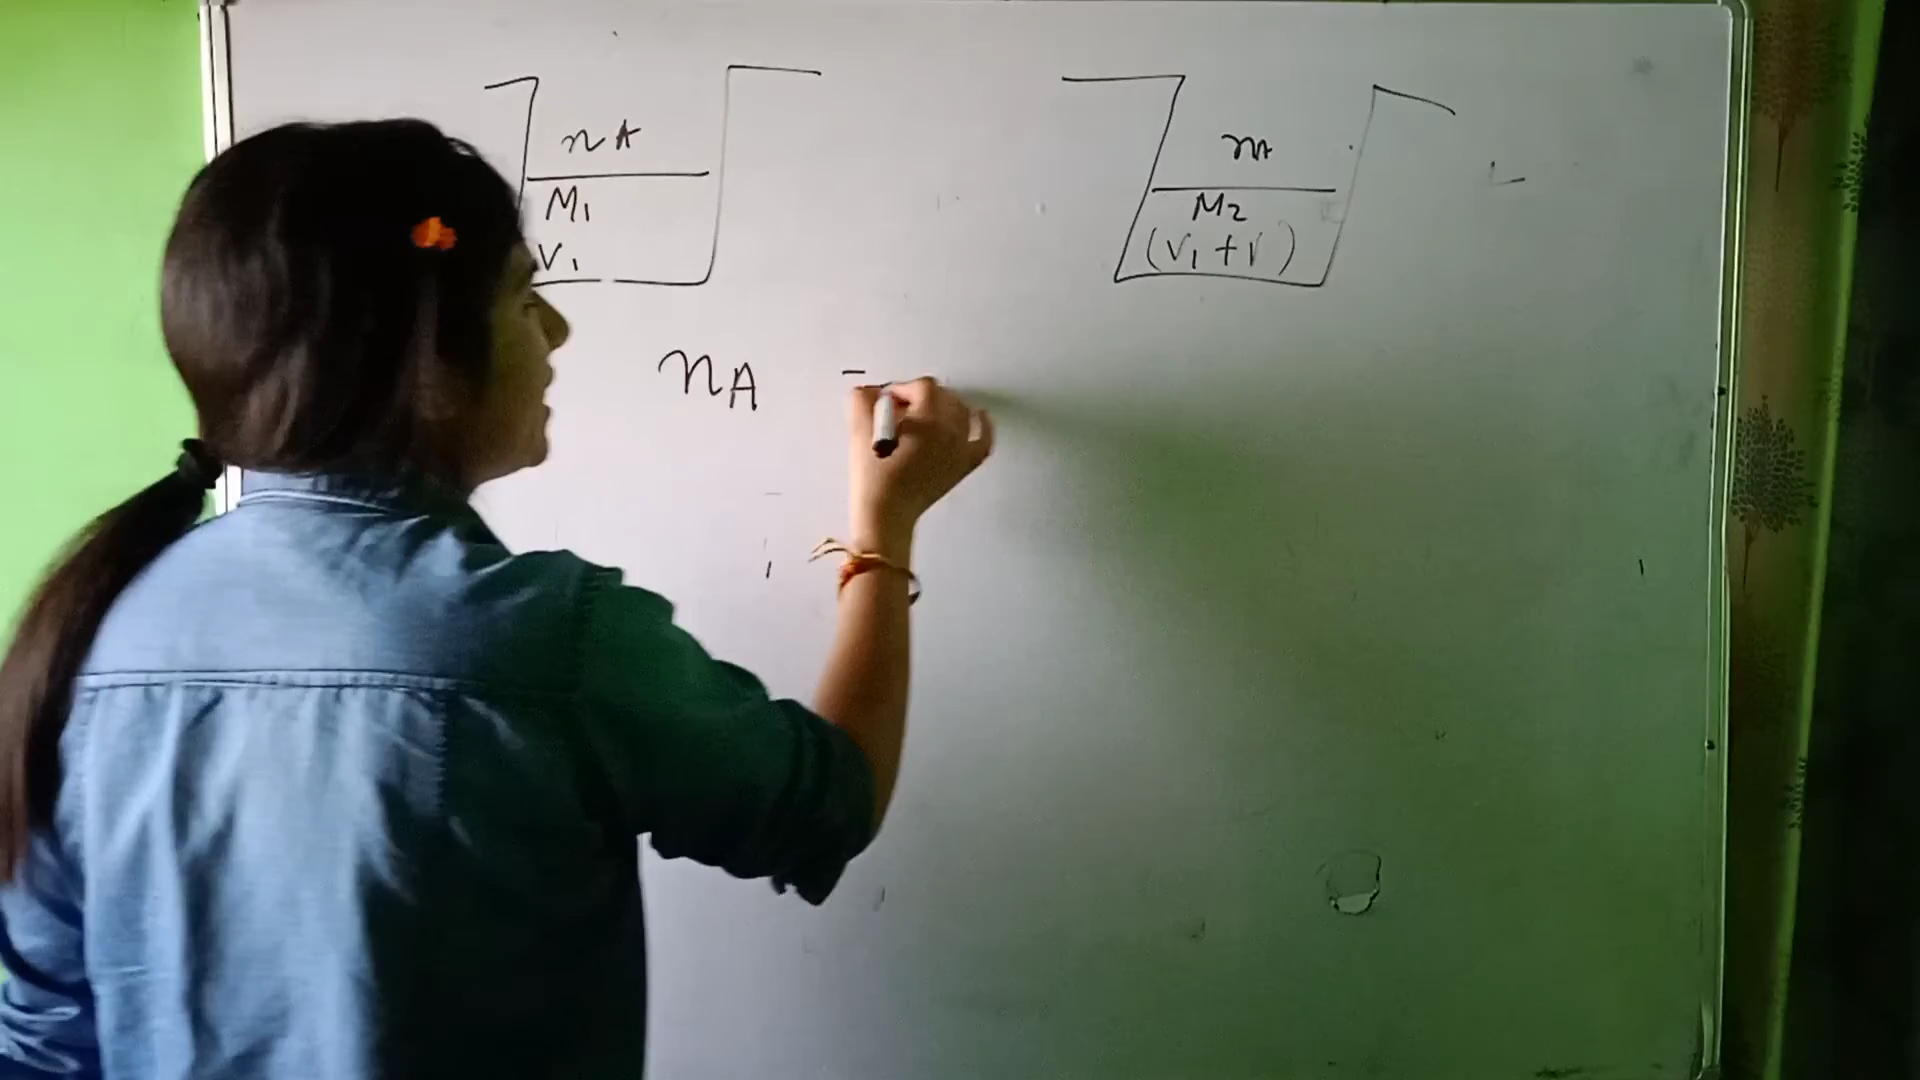 nA
M1
V1
nA
M2
(V1+V)
nA =